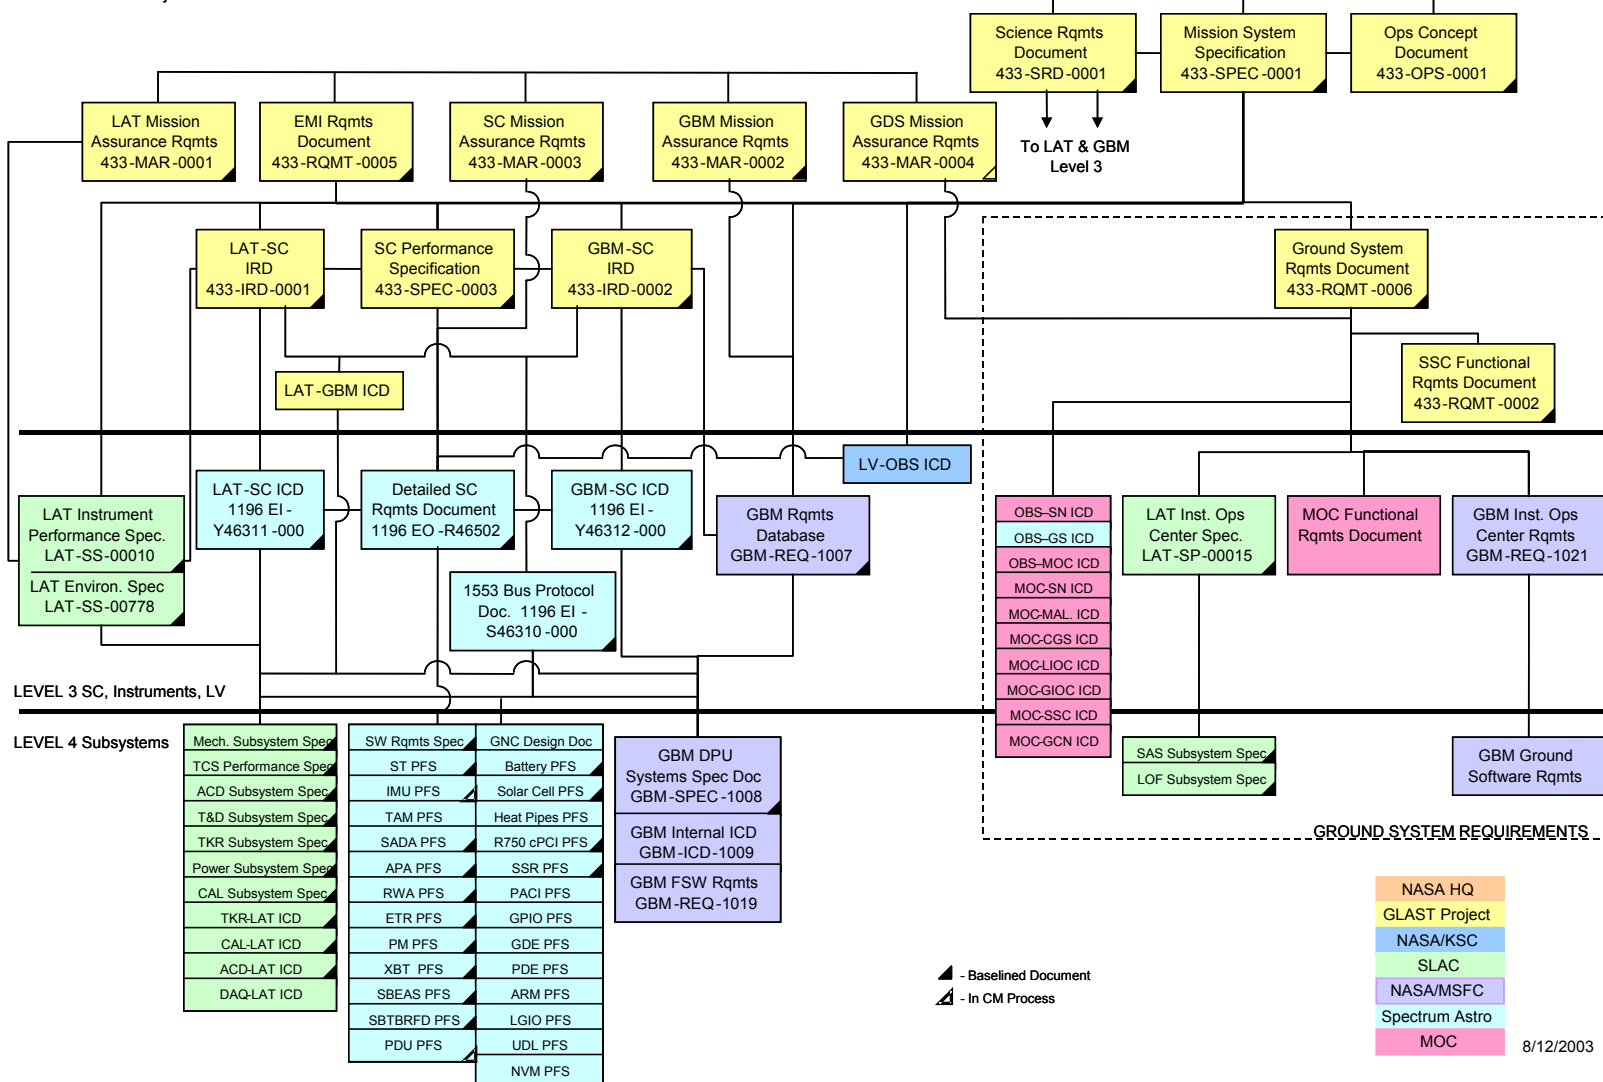 Science Rqmts
Document
433-SRD-0001
Mission System
Specification
433-SPEC-0001
Ops Concept
Document
433-OPS-0001
LAT Mission
Assurance Rqmts
433-MAR-0001
EMI Rqmts
Document
433-RQMT-0005
SC Mission
Assurance Rqmts
433-MAR-0003
GBM Mission
Assurance Rqmts
433-MAR-0002
GDS Mission
Assurance Rqmts
433-MAR-0004
To LAT & GBM
Level 3
LAT-SC
IRD
433-IRD-0001
SC Performance
Specification
433-SPEC-0003
GBM-SC
IRD
433-IRD-0002
Ground System
Rqmts Document
433-RQMT-0006
SSC Functional
Rqmts Document
433-RQMT-0002
LAT-GBM ICD
LV-OBS ICD
LAT Instrument
Performance Spec.
LAT-SS-00010
LAT Environ. Spec
LAT-SS-00778
LAT-SC ICD
1196 EI -
Y46311-000
Detailed SC
Rqmts Document
1196 EO -R46502
GBM-SC ICD
1196 EI -
Y46312-000
GBM Rqmts
Database
GBM-REQ-1007
1553 Bus Protocol
Doc. 1196 EI -
S46310-000
OBS–SN ICD
OBS–GS ICD
OBS–MOC ICD
MOC-SN ICD
MOC-MAL. ICD
MOC-CGS ICD
MOC-LIOC ICD
MOC-GIOC ICD
MOC-SSC ICD
MOC-GCN ICD
LAT Inst. Ops
Center Spec.
LAT-SP-00015
MOC Functional
Rqmts Document
GBM Inst. Ops
Center Rqmts
GBM-REQ-1021
LEVEL 3 SC, Instruments, LV
LEVEL 4 Subsystems
Mech. Subsystem Spec
TCS Performance Spec
ACD Subsystem Spec
T&D Subsystem Spec
TKR Subsystem Spec
Power Subsystem Spec
CAL Subsystem Spec
TKR-LAT ICD
CAL-LAT ICD
ACD-LAT ICD
DAQ-LAT ICD
SW Rqmts Spec
ST PFS
IMU PFS
TAM PFS
SADA PFS
APA PFS
RWA PFS
ETR PFS
PM PFS
XBT PFS
SBEAS PFS
SBTBRFD PFS
PDU PFS
GNC Design Doc
Battery PFS
Solar Cell PFS
Heat Pipes PFS
R750 cPCI PFS
SSR PFS
PACI PFS
GPIO PFS
GDE PFS
PDE PFS
ARM PFS
LGIO PFS
UDL PFS
NVM PFS
GBM DPU
Systems Spec Doc
GBM-SPEC-1008
GBM Internal ICD
GBM-ICD-1009
GBM FSW Rqmts
GBM-REQ-1019
SAS Subsystem Spec
LOF Subsystem Spec
GBM Ground
Software Rqmts
GROUND SYSTEM REQUIREMENTS
- Baselined Document
- In CM Process
NASA HQ
GLAST Project
NASA/KSC
SLAC
NASA/MSFC
Spectrum Astro
MOC
8/12/2003